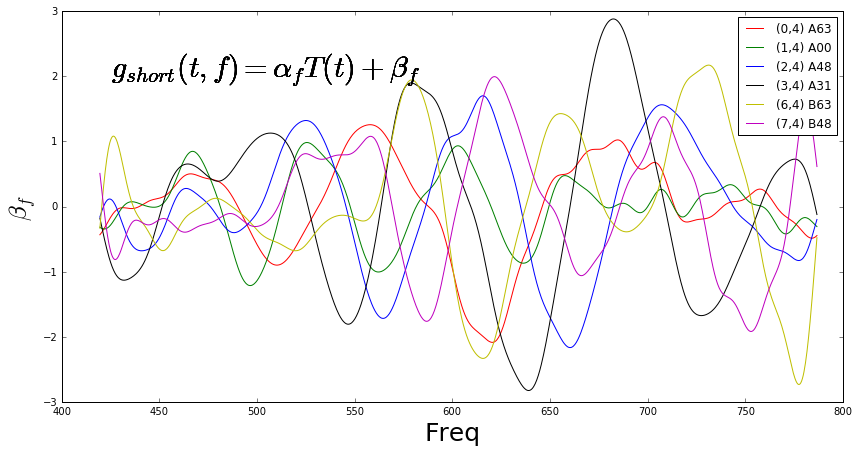 g_short(t, f) = α_f T(t) + β_f
(0,4) A63
(1,4) A00
(2,4) A48
(3,4) A31
(6,4) B63
(7,4) B48
β_f
3
2
1
0
−1
−2
−3
400 450 500 550 600 650 700 750 800
Freq